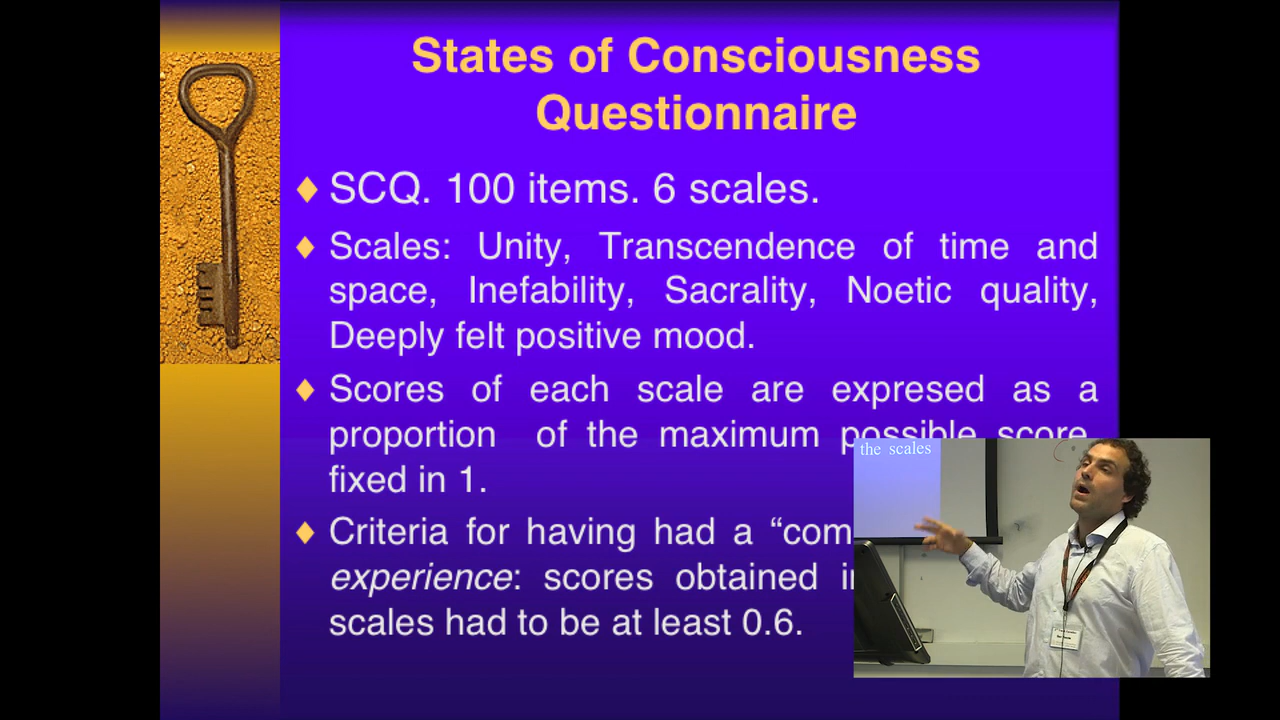 States of Consciousness
Questionnaire
SCQ. 100 items. 6 scales.
Scales: Unity, Transcendence of time and
space, Inefability, Sacrality, Noetic quality,
Deeply felt positive mood.
Scores of each scale are expresed as a
proportion of the maximum possible score,
fixed in 1.
Criteria for having had a “com
experience: scores obtained i
scales had to be at least 0.6.
the scales